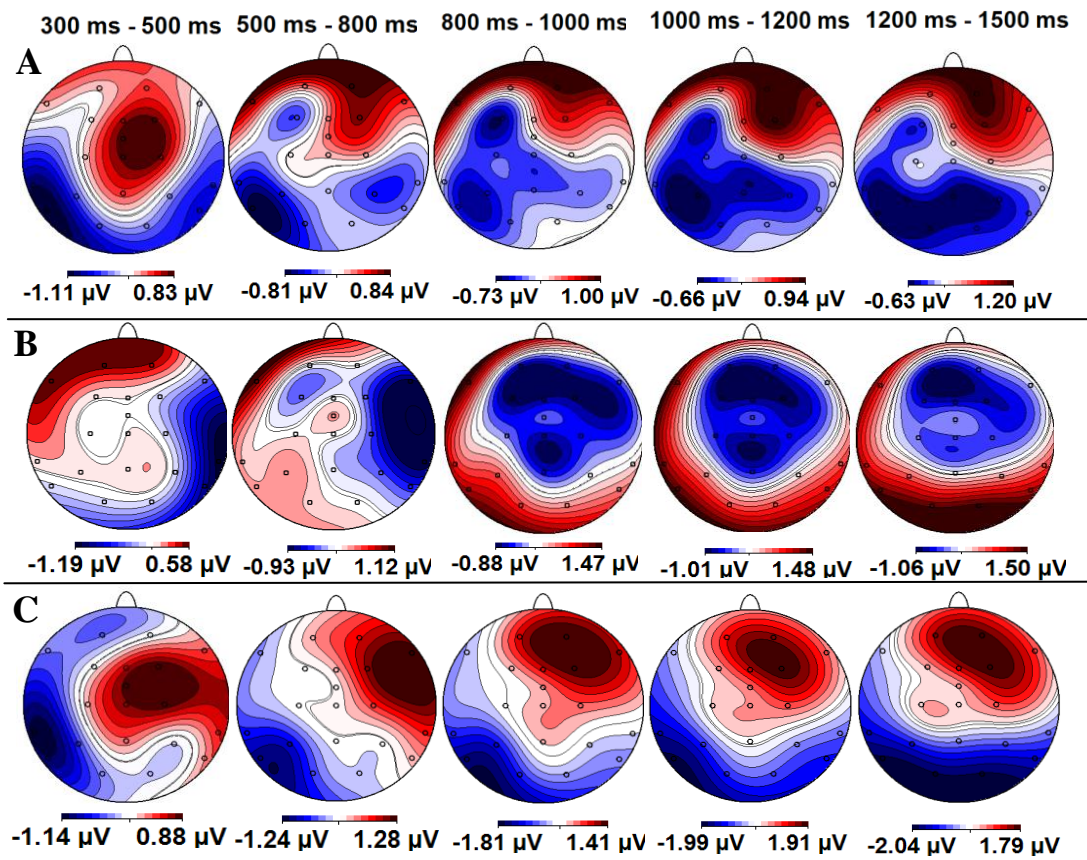 300 ms - 500 ms 500 ms - 800 ms 800 ms - 1000 ms 1000 ms - 1200 ms 1200 ms - 1500 ms
A
-1.11 µV 0.83 µV -0.81 µV 0.84 µV -0.73 µV 1.00 µV -0.66 µV 0.94 µV -0.63 µV 1.20 µV
B
-1.19 µV 0.58 µV -0.93 µV 1.12 µV -0.88 µV 1.47 µV -1.01 µV 1.48 µV -1.06 µV 1.50 µV
C
-1.14 µV 0.88 µV -1.24 µV 1.28 µV -1.81 µV 1.41 µV -1.99 µV 1.91 µV -2.04 µV 1.79 µV